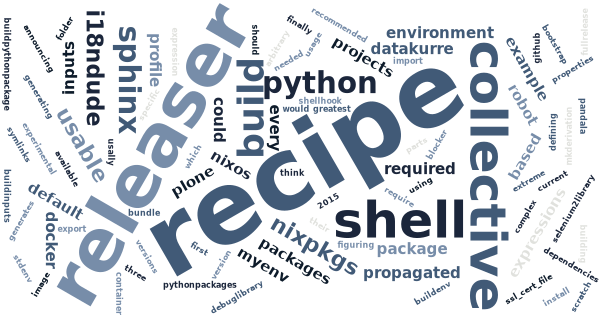 recipe
releaser
collective
shell
python
build
nixpkgs
sphinx
i18ndude
environment
datakurre
projects
import
recommended
finally
arbitrary
needed
usage
shellhook
would
greatest
every
should
could
profile
expression
specific
inputs
folder
announcing
buildpythonpackage
generating
usable
usually
available
experimental
symlinks
buildinputs
default
generates
docker
export
stdenv
image
bundle
versions
three
container
which
nixos
plone
think
first
version
pythonpackages
debuglibrary
myenv
packages
their
2015
figuring
package
propagated
buildenv
required
using
require
parts
blocker
example
github
bootstrap
properties
fullrelease
robot
based
defining
mkderivation
pandapa
extreme
current
complex
expressions
selenium2library
building
dependencies
ssl_cert_file
install
scratch